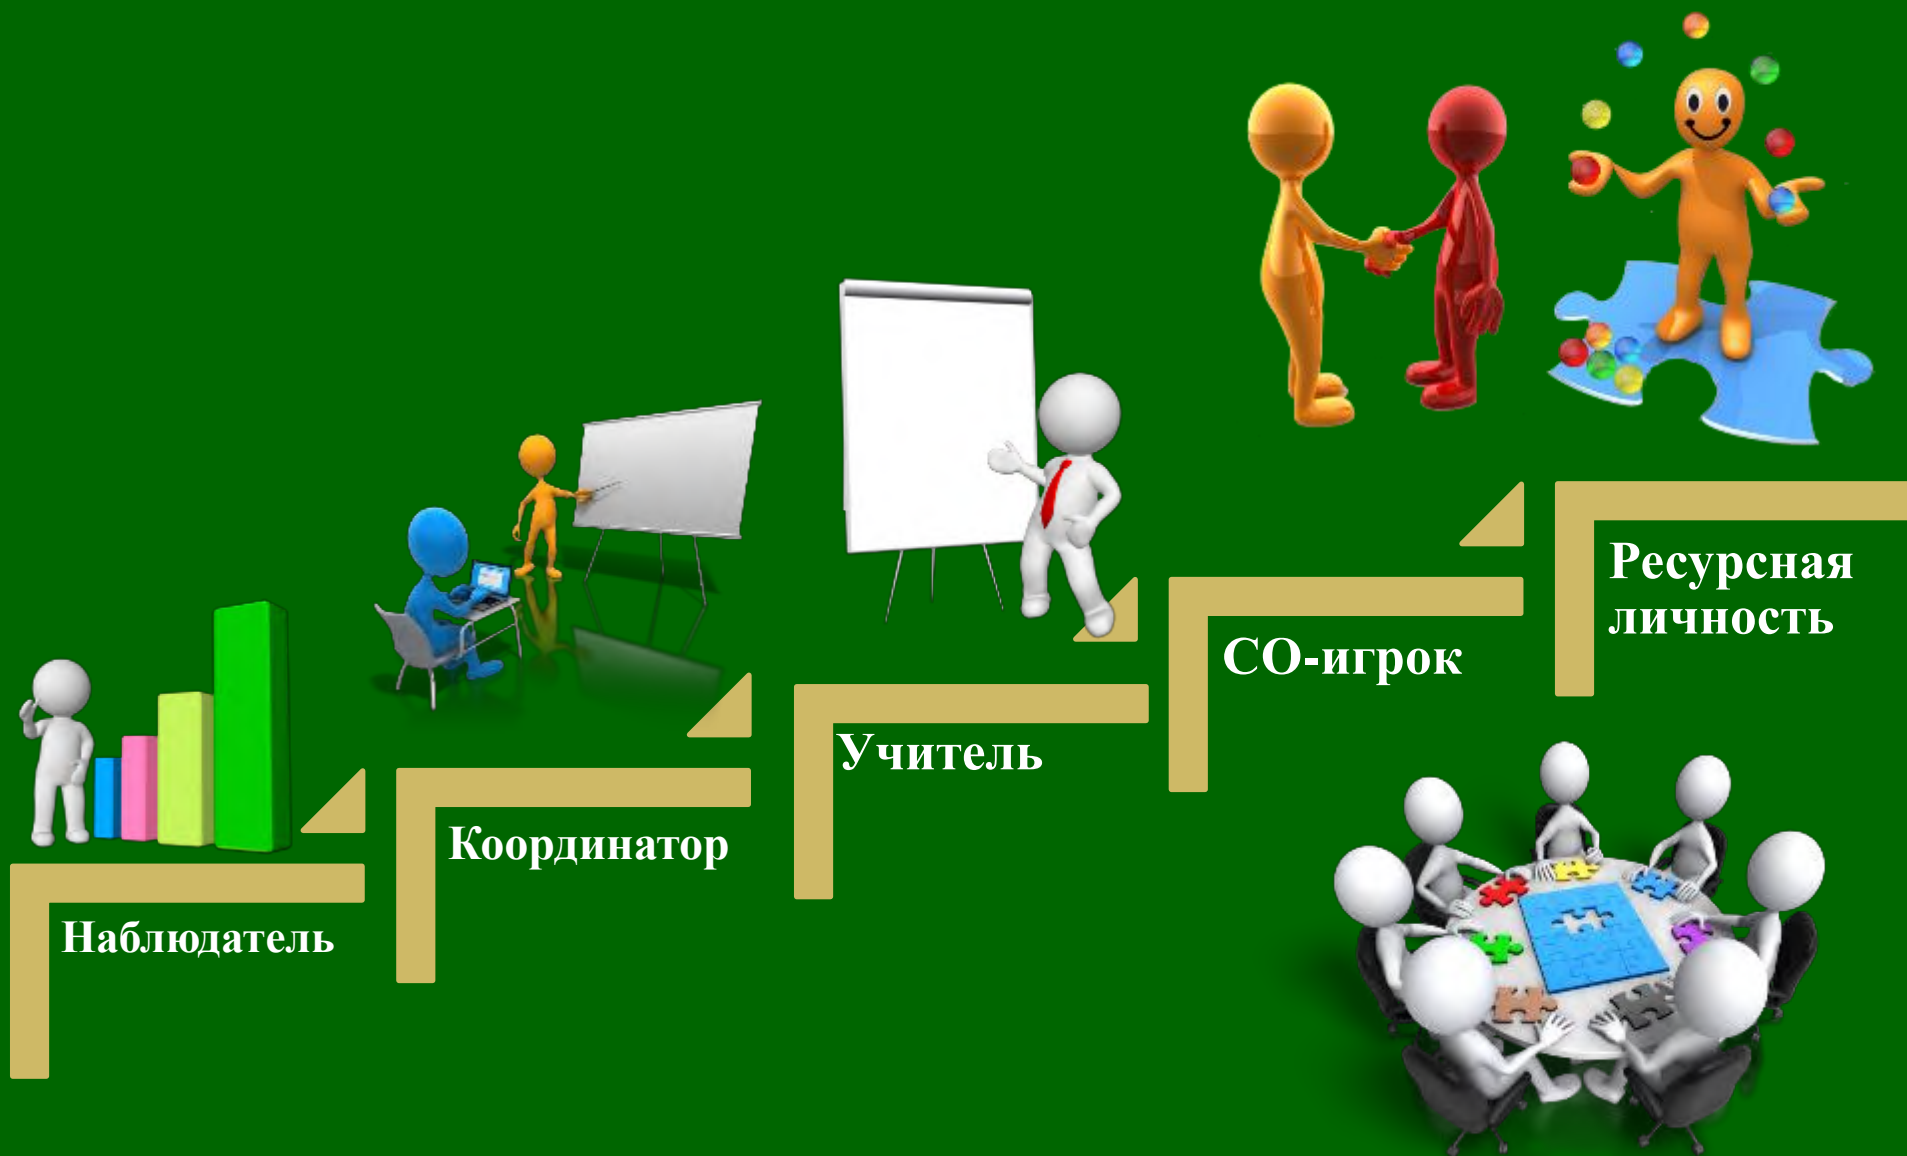 Наблюдатель
Координатор
Учитель
СО-игрок
Ресурсная
личность